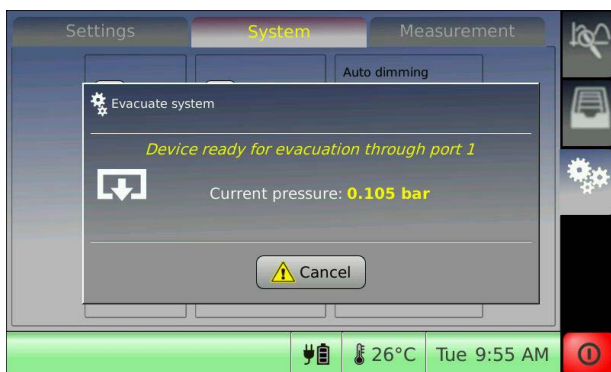 Settings
System
Measurement
Auto dimming
Evacuate system
Device ready for evacuation through port 1
Current pressure: 0.105 bar
Cancel
26°C
Tue 9:55 AM